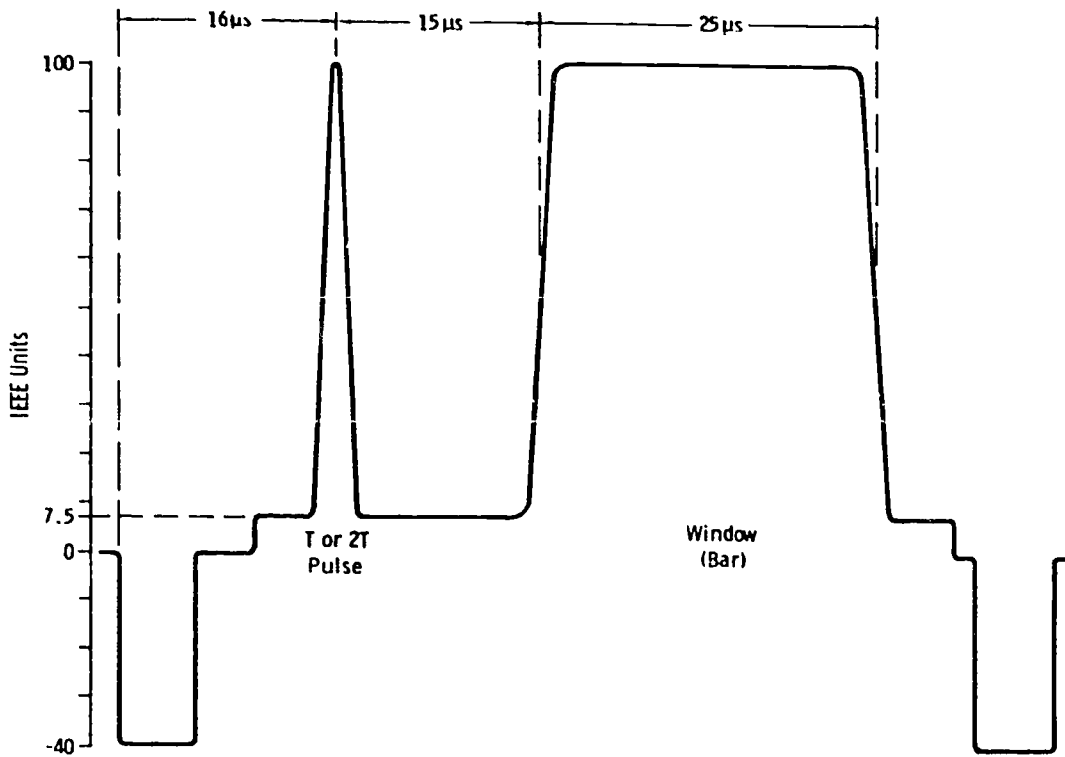 16μs
15μs
25μs
100
IEEE Units
7.5
0
-40
T or 2T
Pulse
Window
(Bar)